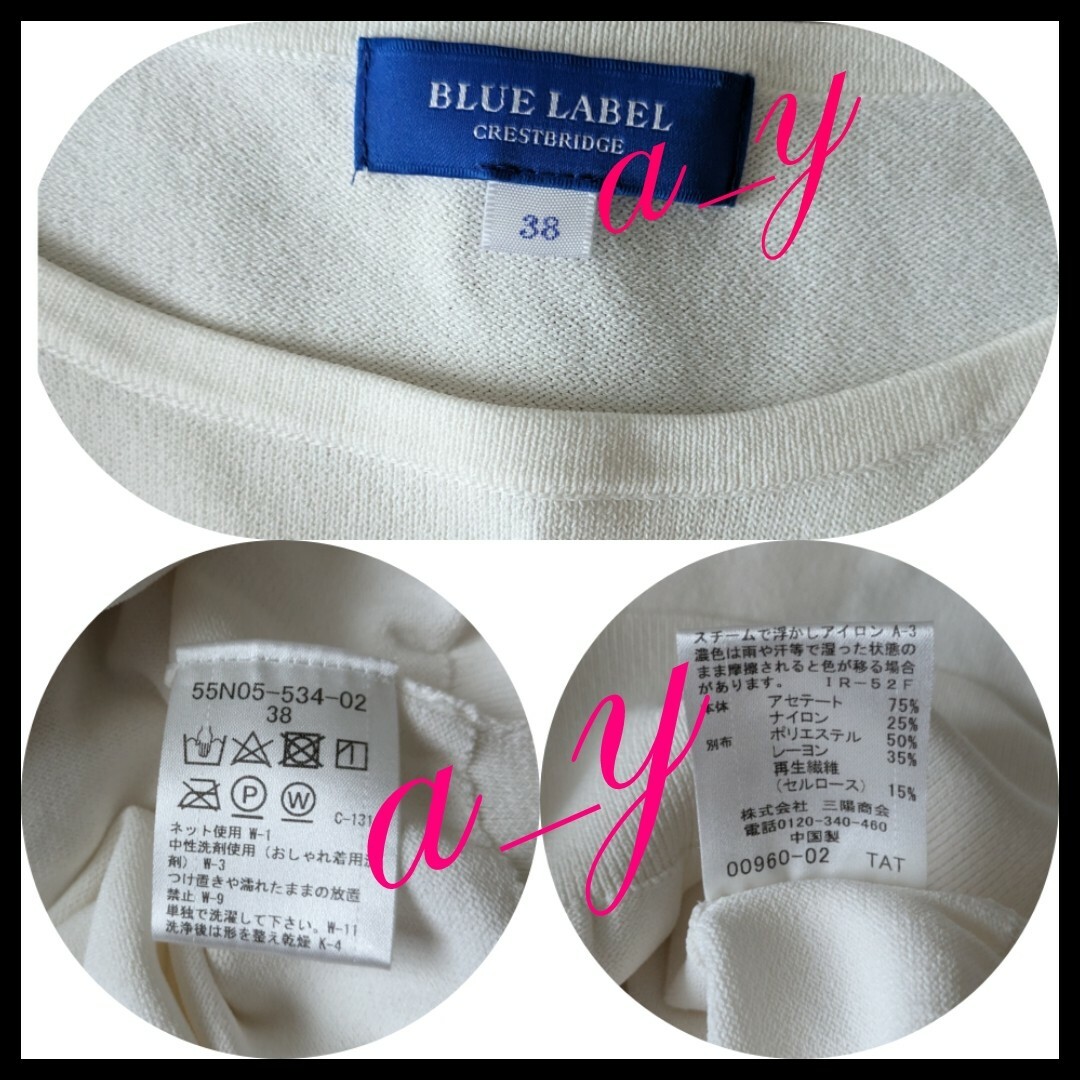 BLUE LABEL
CRESTBRIDGE
38
a_y
55N05-534-02
38
C-131
ネット使用 W-1
中性洗剤使用（おしゃれ着用洗
剤）W-3
つけ置きや濡れたままの放置
禁止 W-9
単独で洗濯して下さい。W-11
洗浄後は形を整え乾燥 K-4
a_y
スチームで浮かしアイロン A-3
濃色は雨や汗等で湿った状態の
まま摩擦されると色が移る場合
があります。 IR-52F
本体 アセテート 75%
ナイロン 25%
別布 ポリエステル 50%
レーヨン 35%
再生繊維
（セルロース） 15%
株式会社 三陽商会
電話0120-340-460
中国製
00960-02 TAT